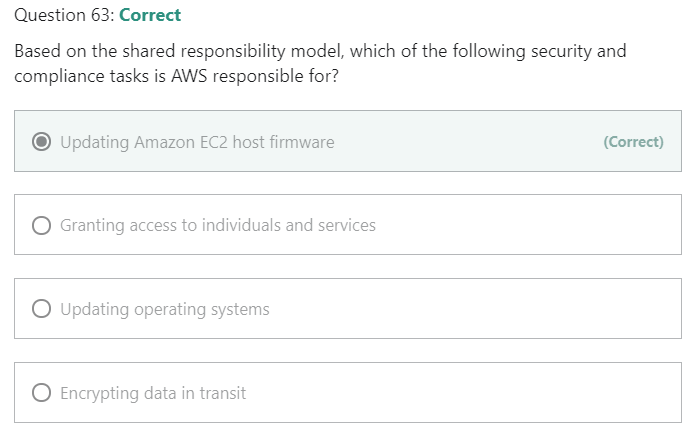 Question 63: Correct
Based on the shared responsibility model, which of the following security and
compliance tasks is AWS responsible for?
Updating Amazon EC2 host firmware (Correct)
Granting access to individuals and services
Updating operating systems
Encrypting data in transit